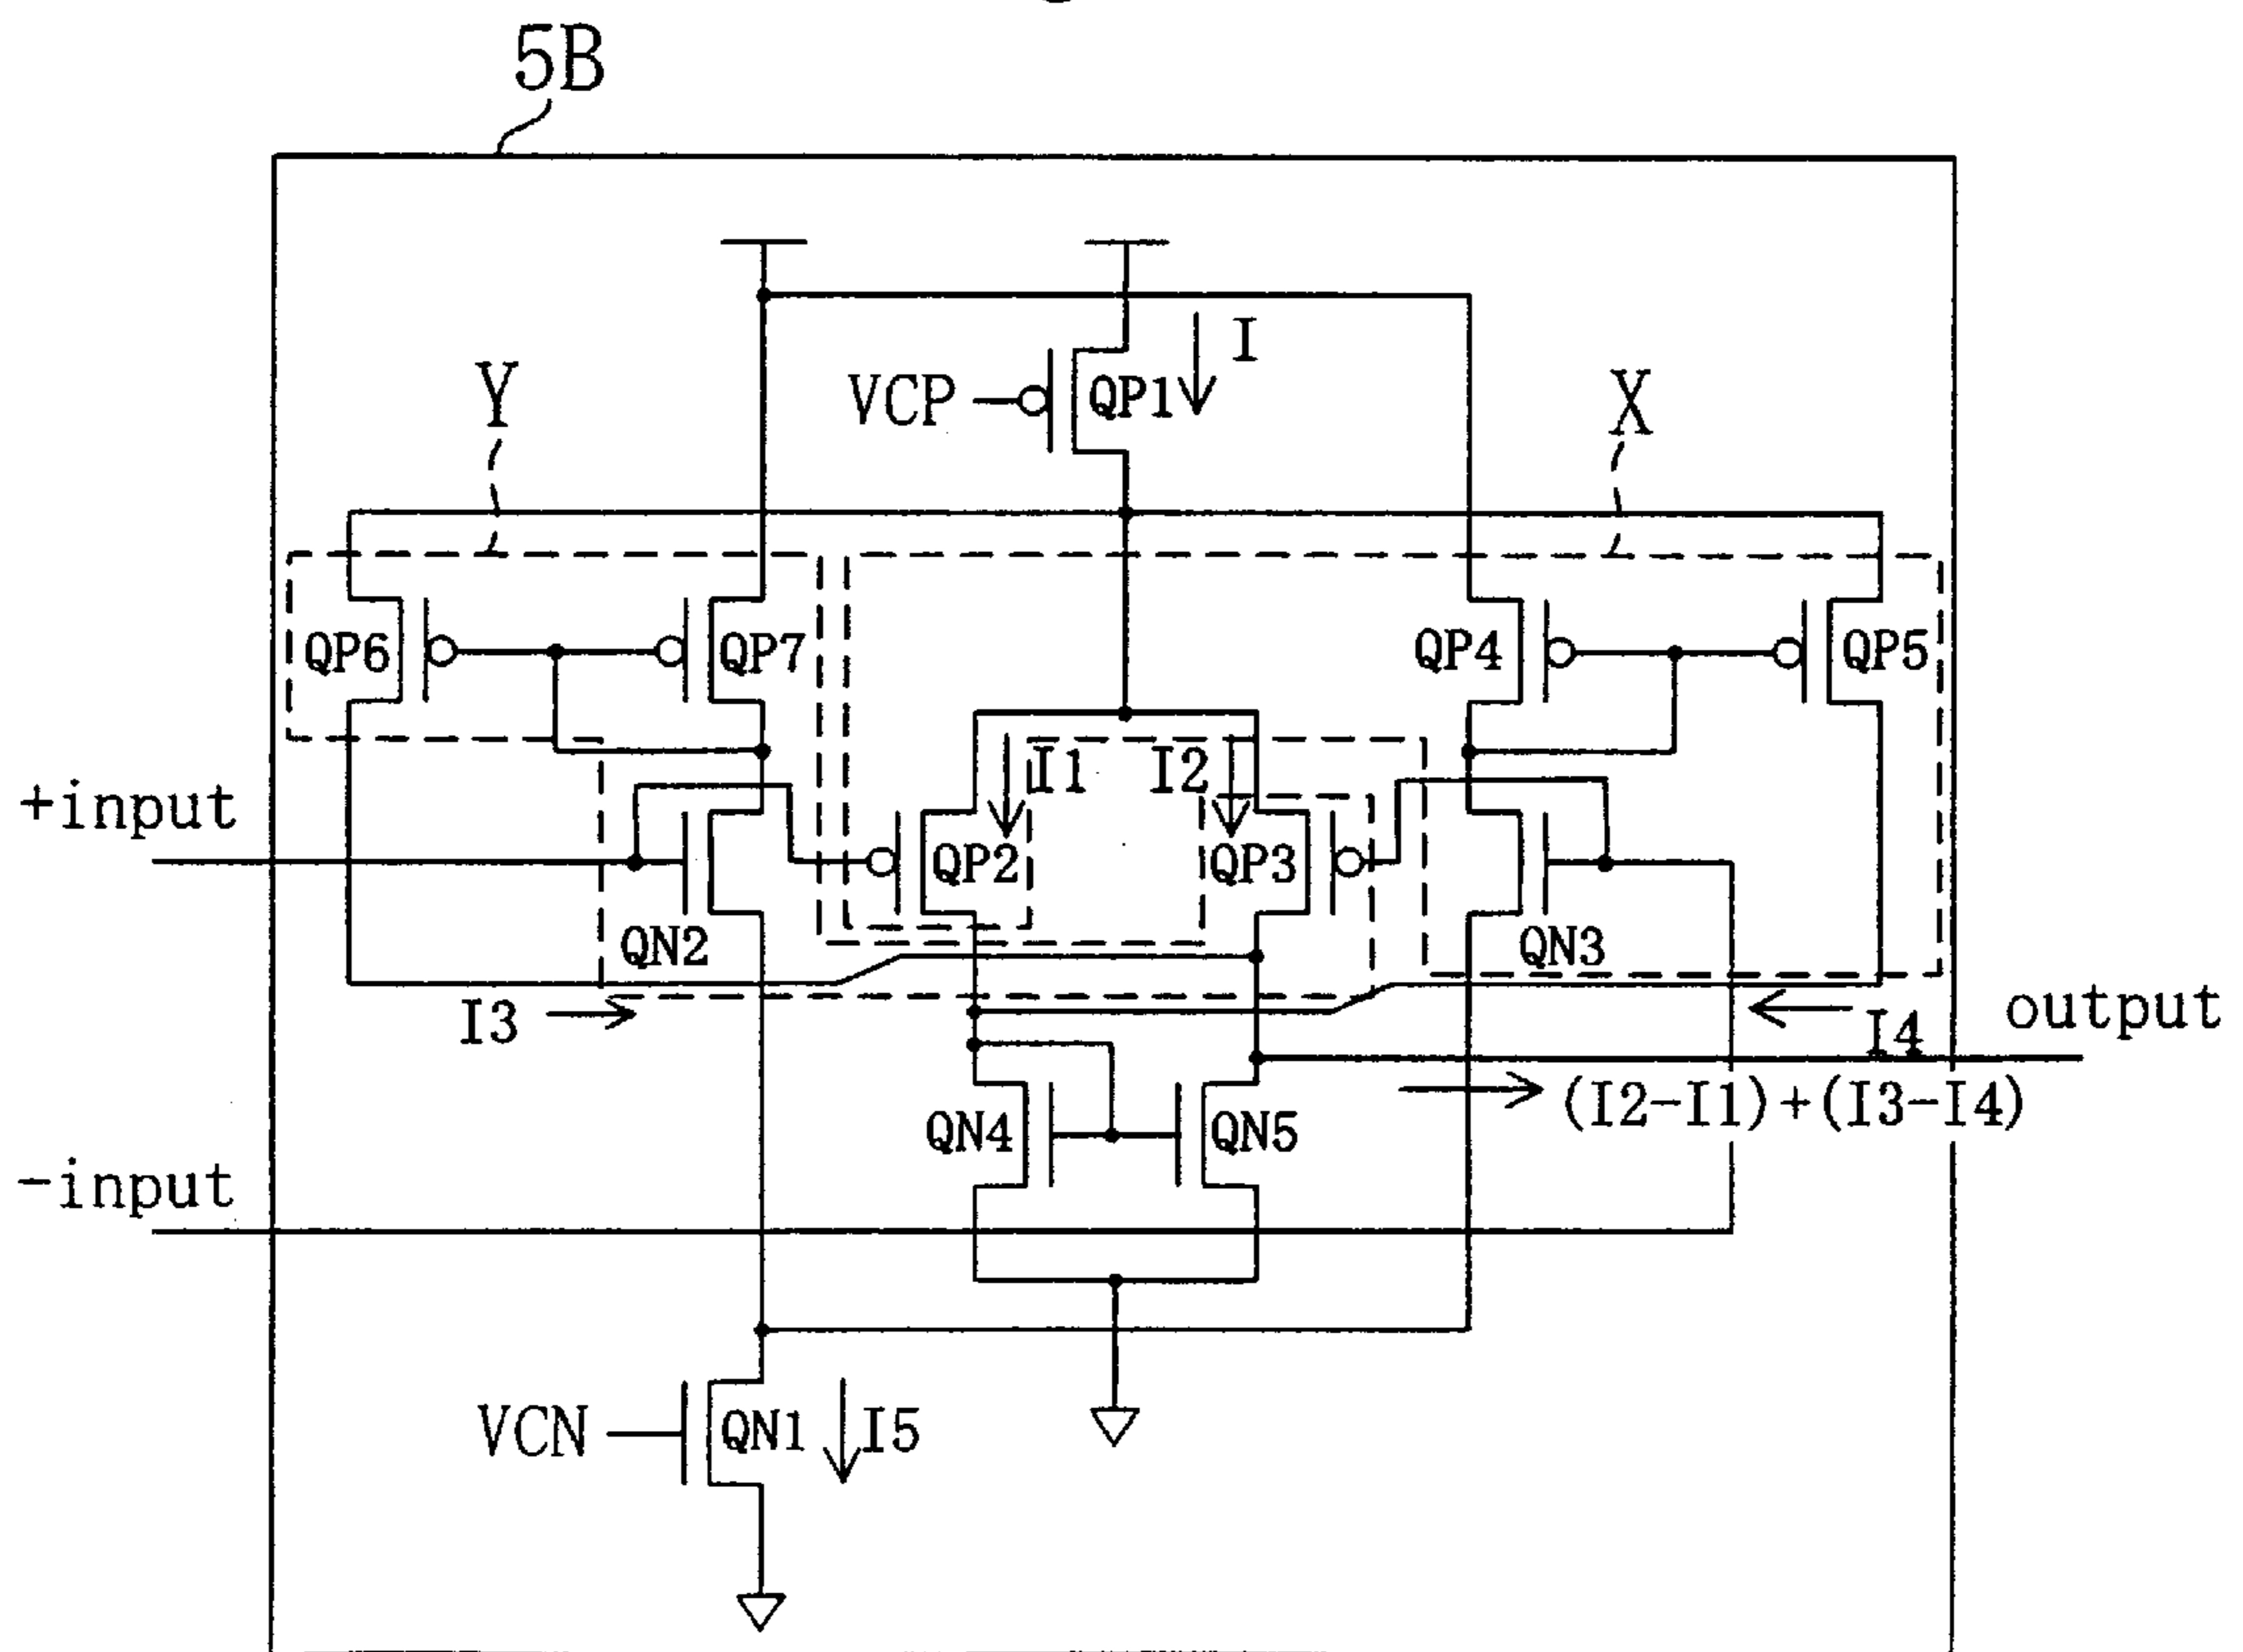 5B
I
Y
VCP
QP1
X
QP6
QP7
QP4
QP5
I1
I2
+input
QP2
QP3
QN2
QN3
I3
I4
output
(I2-I1)+(I3-I4)
QN4
QN5
-input
VCN
QN1
I5